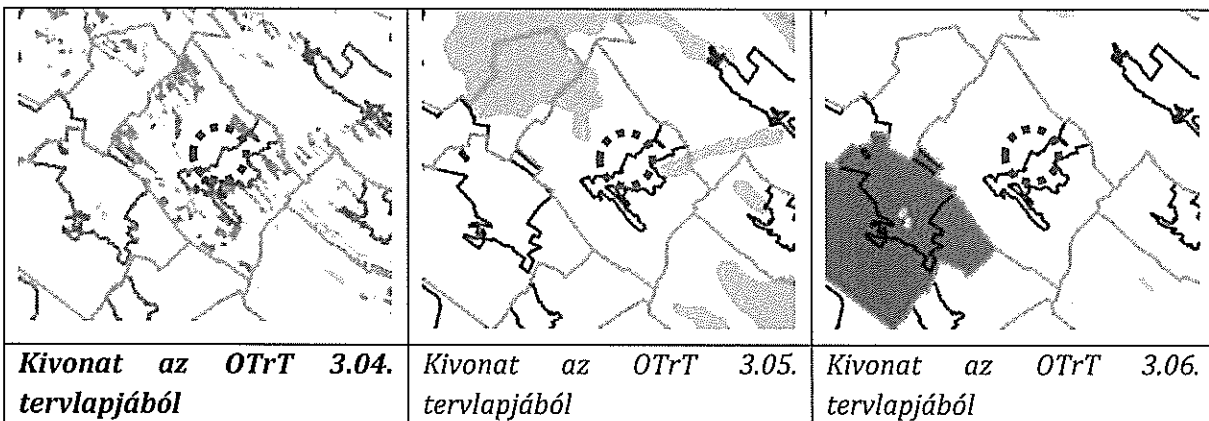 Kivonat az OTrT 3.04.
tervlapjából
Kivonat az OTrT 3.05.
tervlapjából
Kivonat az OTrT 3.06.
tervlapjából